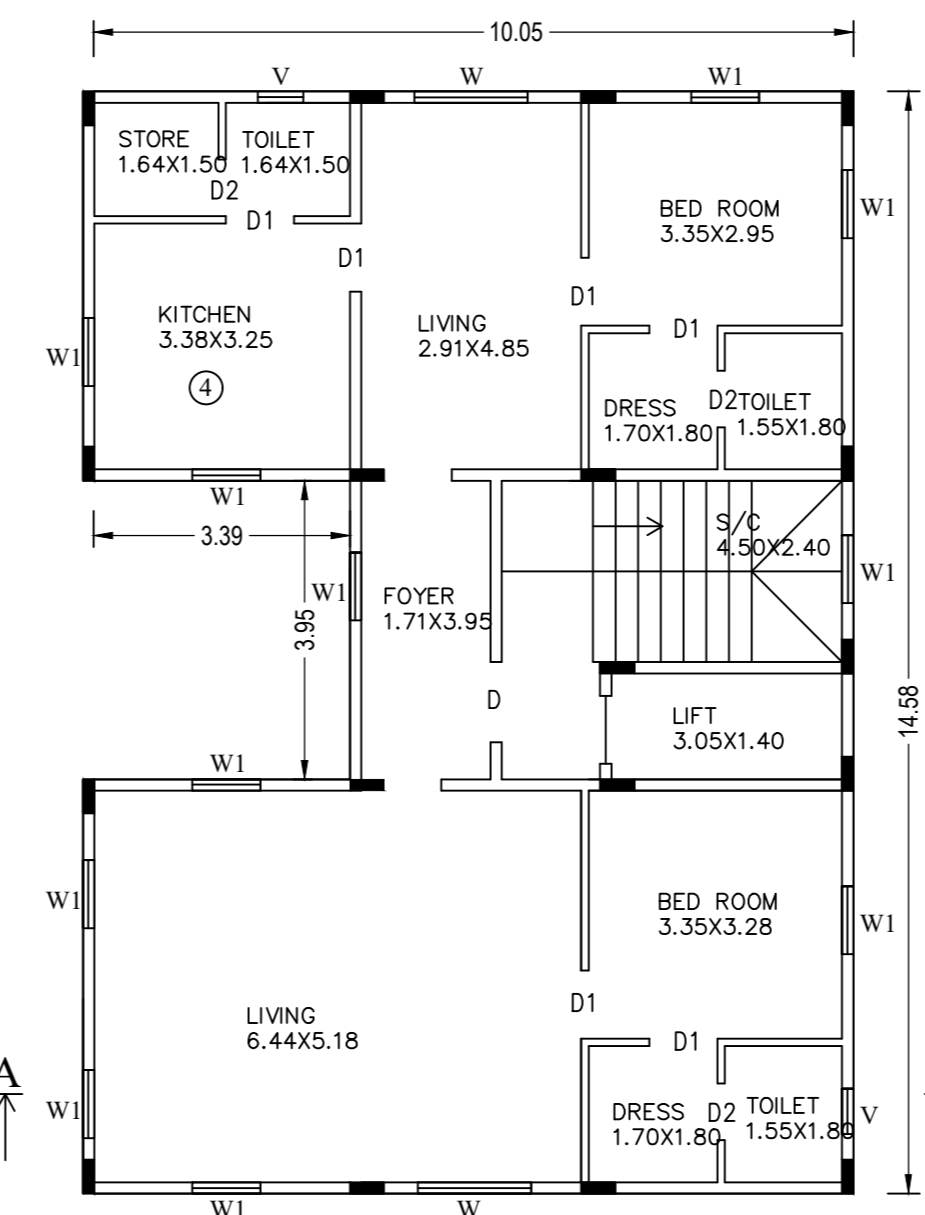 10.05
V
W
W1
STORE
1.64X1.50
TOILET
1.64X1.50
D2
D1
D1
BED ROOM
3.35X2.95
W1
D1
KITCHEN
3.38X3.25
LIVING
2.91X4.85
D1
W1
4
DRESS
1.70X1.80
D2
TOILET
1.55X1.80
W1
3.39
S/C
4.50X2.40
W1
W1
FOYER
1.71X3.95
3.95
D
LIFT
3.05X1.40
14.58
W1
W1
BED ROOM
3.35X3.28
W1
D1
LIVING
6.44X5.18
D1
A
W1
DRESS
1.70X1.80
D2
TOILET
1.55X1.80
V
W1
W